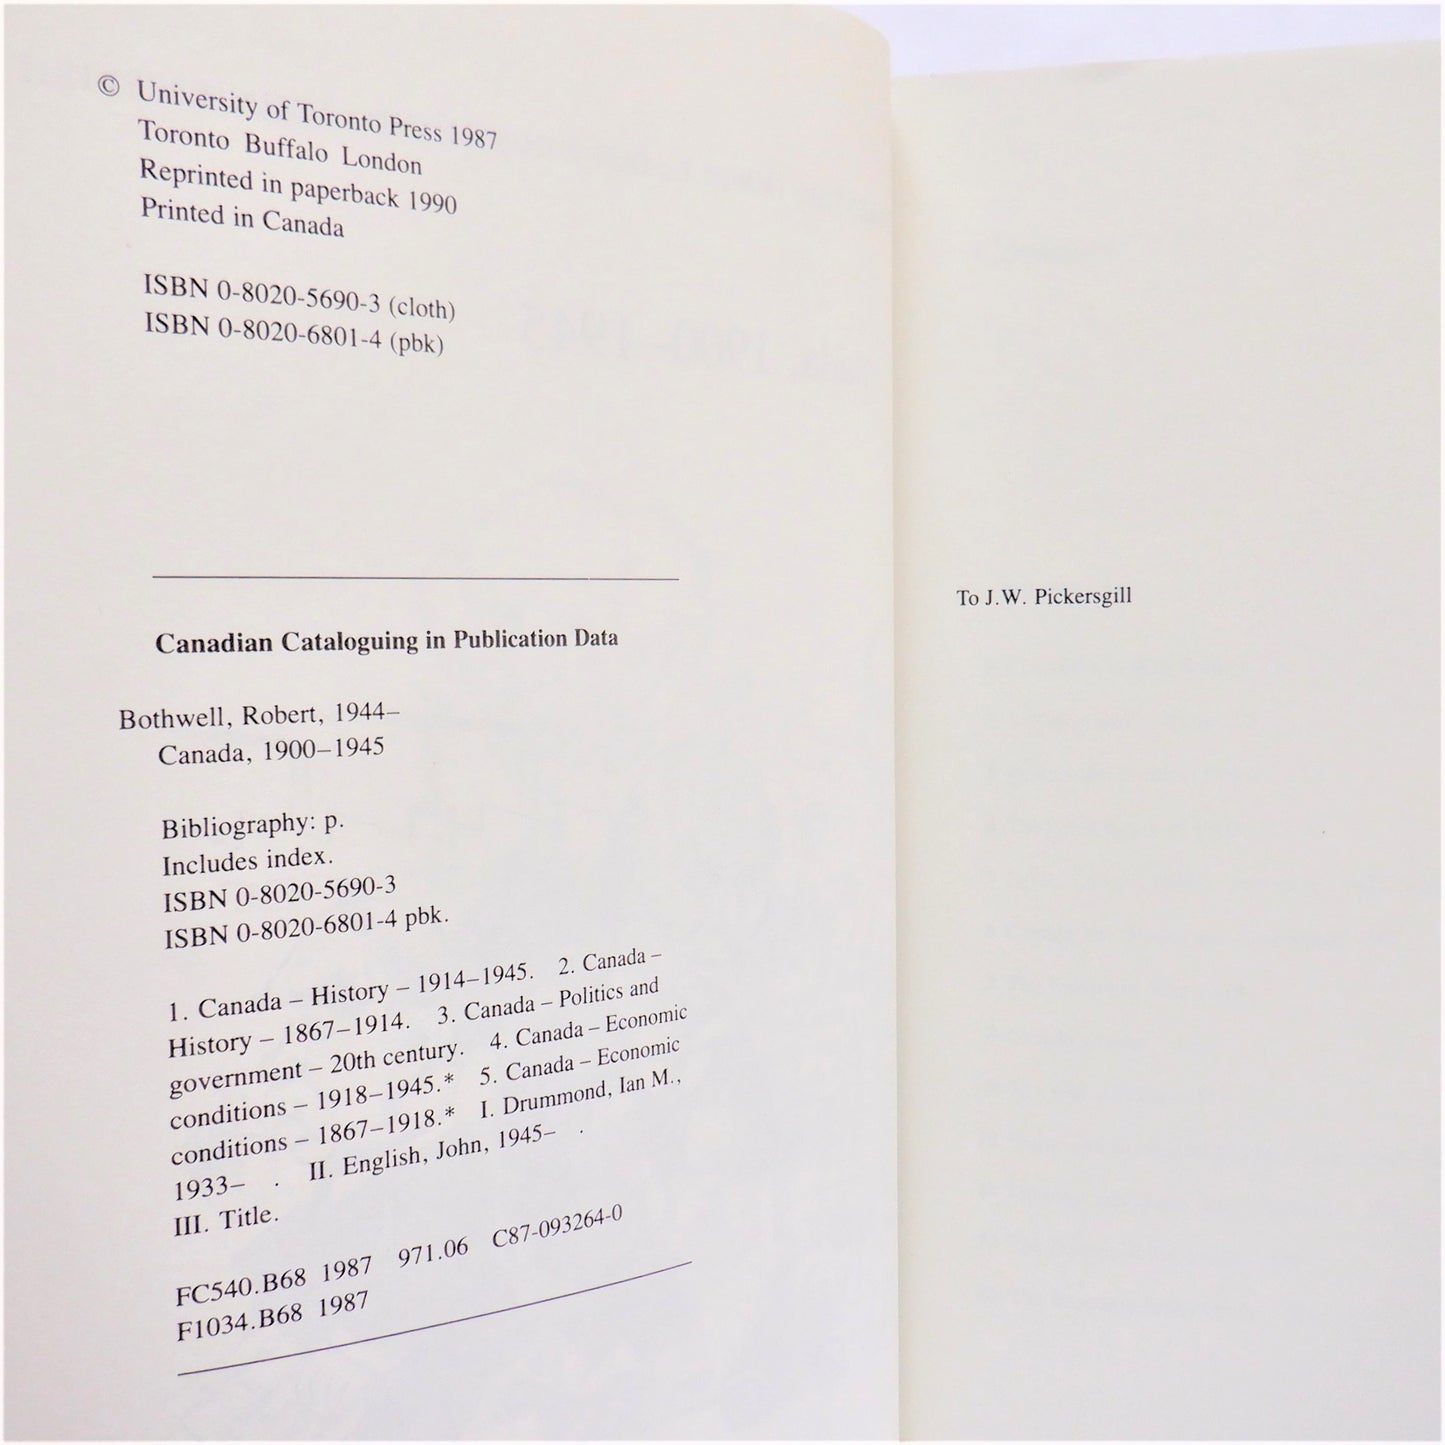 © University of Toronto Press 1987
Toronto Buffalo London
Reprinted in paperback 1990
Printed in Canada
ISBN 0-8020-5690-3 (cloth)
ISBN 0-8020-6801-4 (pbk)
Canadian Cataloguing in Publication Data
Bothwell, Robert, 1944–
Canada, 1900–1945
Bibliography: p.
Includes index.
ISBN 0-8020-5690-3
ISBN 0-8020-6801-4 pbk.
1. Canada – History – 1914–1945. 2. Canada –
History – 1867–1914. 3. Canada – Politics and
government – 20th century. 4. Canada – Economic
conditions – 1918–1945.* 5. Canada – Economic
conditions – 1867–1918.* I. Drummond, Ian M.,
1933– . II. English, John, 1945– .
III. Title.
FC540.B68 1987 971.06 C87-093264-0
F1034.B68 1987
To J.W. Pickersgill